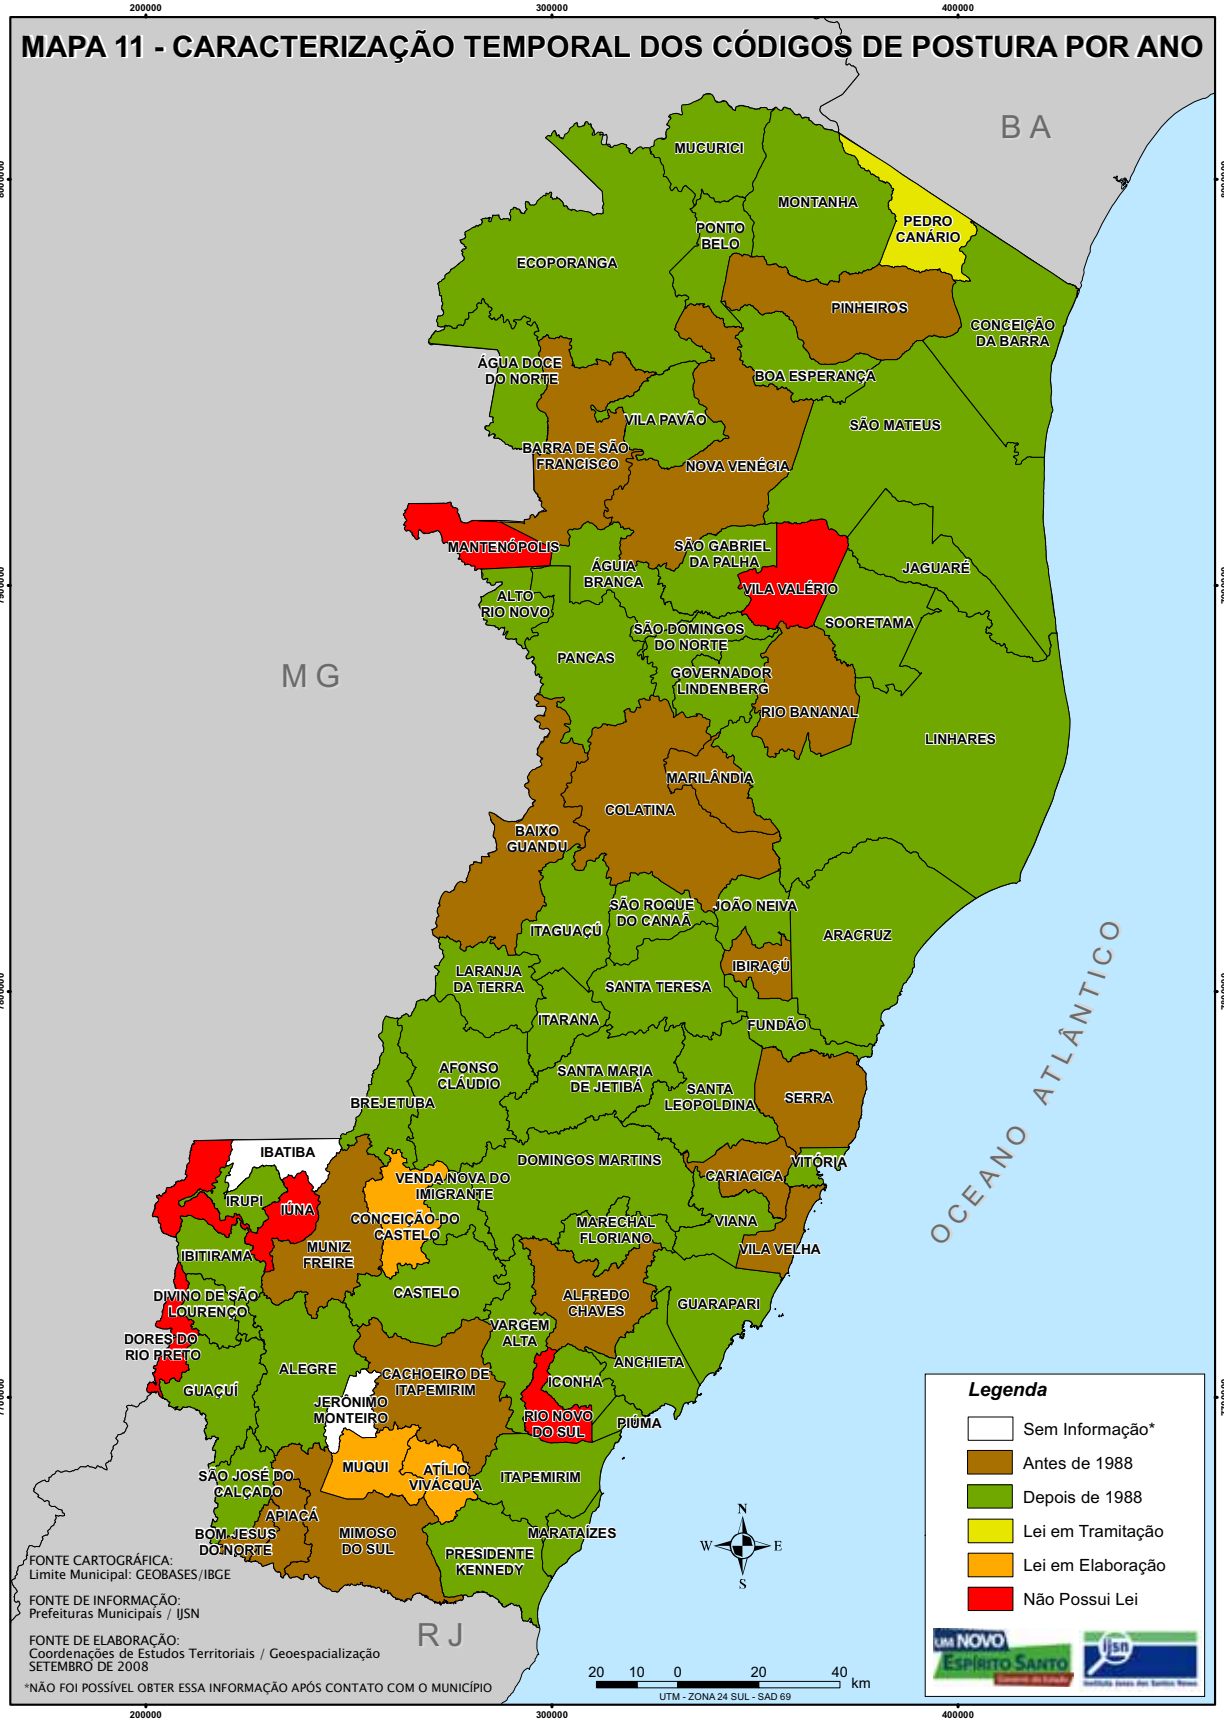 200000
300000
400000
MAPA 11 - CARACTERIZAÇÃO TEMPORAL DOS CÓDIGOS DE POSTURA POR ANO
BA
MUCURICI
MONTANHA
PEDRO
CANÁRIO
PONTO
BELO
ECOPORANGA
PINHEIROS
CONCEIÇÃO
DA BARRA
ÁGUA DOCE
DO NORTE
BOA ESPERANÇA
VILA PAVÃO
SÃO MATEUS
BARRA DE SÃO
FRANCISCO
NOVA VENÉCIA
MANTENÓPOLIS
SÃO GABRIEL
DA PALHA
ÁGUIA
BRANCA
JAGUARÉ
VILA VALÉRIO
ALTO
RIO NOVO
SOORETAMA
SÃO DOMINGOS
DO NORTE
PANCAS
MG
GOVERNADOR
LINDENBERG
RIO BANANAL
LINHARES
MARILÂNDIA
COLATINA
BAIXO
GUANDU
SÃO ROQUE
DO CANAÃ
JOÃO NEIVA
ITAGUAÇÚ
ARACRUZ
IBIRAÇÚ
LARANJA
DA TERRA
SANTA TERESA
ITARANA
FUNDÃO
OCEANO ATLÂNTICO
AFONSO
CLÁUDIO
SANTA MARIA
DE JETIBÁ
SANTA
LEOPOLDINA
SERRA
BREJETUBA
IBATIBA
DOMINGOS MARTINS
VITÓRIA
CARIACICA
VENDA NOVA DO
IMIGRANTE
IRUPI
IÚNA
CONCEIÇÃO DO
CASTELO
MARECHAL
FLORIANO
VIANA
VILA VELHA
MUNIZ
FREIRE
IBITIRAMA
CASTELO
ALFREDO
CHAVES
GUARAPARI
DIVINO DE SÃO
LOURENÇO
VARGEM
ALTA
DORES DO
RIO PRETO
ANCHIETA
ALEGRE
CACHOEIRO DE
ITAPEMIRIM
ICONHA
GUAÇUÍ
JERÔNIMO
MONTEIRO
RIO NOVO
DO SUL
PIÚMA
MUQUI
ATÍLIO
VIVÁCQUA
ITAPEMIRIM
SÃO JOSÉ DO
CALÇADO
APIACÁ
BOM JESUS
DO NORTE
MIMOSO
DO SUL
MARATAÍZES
PRESIDENTE
KENNEDY
RJ
Legenda
Sem Informação*
Antes de 1988
Depois de 1988
Lei em Tramitação
Lei em Elaboração
Não Possui Lei
N
W
E
S
FONTE CARTOGRÁFICA:
Limite Municipal: GEOBASES/IBGE
FONTE DE INFORMAÇÃO:
Prefeituras Municipais / IJSN
FONTE DE ELABORAÇÃO:
Coordenações de Estudos Territoriais / Geoespacialização
SETEMBRO DE 2008
*NÃO FOI POSSÍVEL OBTER ESSA INFORMAÇÃO APÓS CONTATO COM O MUNICÍPIO
20 10 0 20 40 km
UTM - ZONA 24 SUL - SAD 69
UM NOVO
ESPÍRITO SANTO
ijsn
Instituto Jones dos Santos Neves
200000
300000
400000